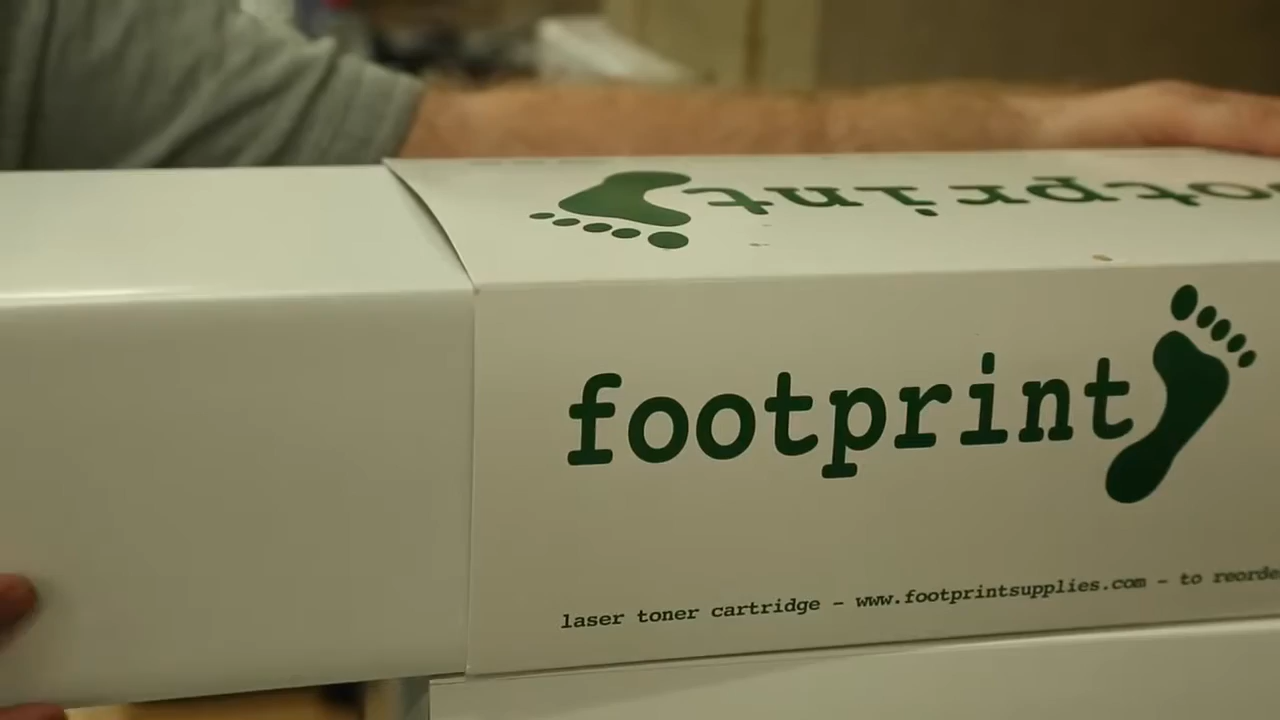 footprint
footprint
laser toner cartridge - www.footprintsupplies.com - to